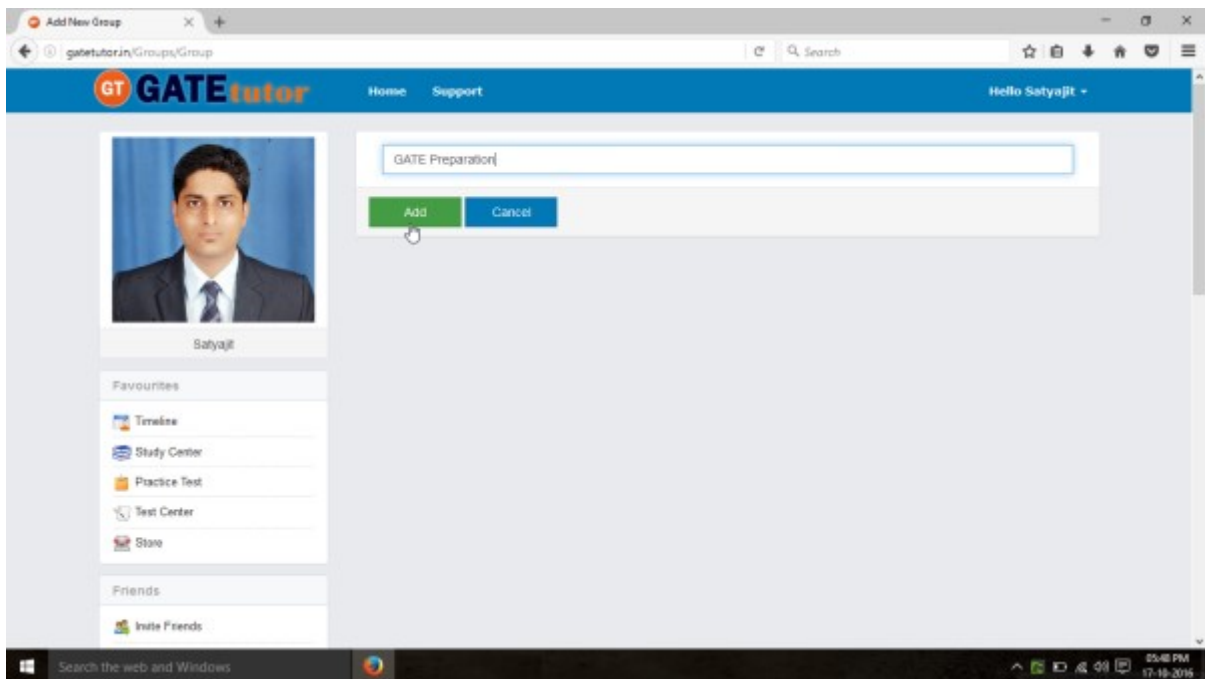 Add New Group
gatetutor.in/Groups/Group
Search
GT GATEtutor
Home Support
Hello Satyajit
GATE Preparation
Add Cancel
Satyajit
Favourites
Timeline
Study Center
Practice Test
Test Center
Store
Friends
Invite Friends
Search the web and Windows
05:48 PM
17-10-2016